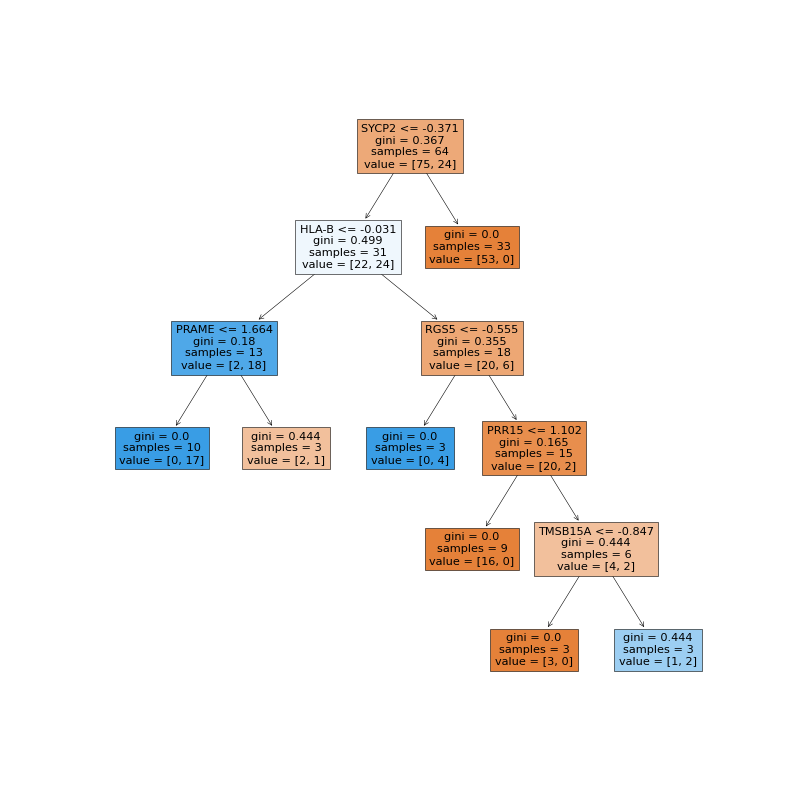 SYCP2 <= -0.371
gini = 0.367
samples = 64
value = [75, 24]
HLA-B <= -0.031
gini = 0.499
samples = 31
value = [22, 24]
gini = 0.0
samples = 33
value = [53, 0]
PRAME <= 1.664
gini = 0.18
samples = 13
value = [2, 18]
RGS5 <= -0.555
gini = 0.355
samples = 18
value = [20, 6]
gini = 0.0
samples = 10
value = [0, 17]
gini = 0.444
samples = 3
value = [2, 1]
gini = 0.0
samples = 3
value = [0, 4]
PRR15 <= 1.102
gini = 0.165
samples = 15
value = [20, 2]
gini = 0.0
samples = 9
value = [16, 0]
TMSB15A <= -0.847
gini = 0.444
samples = 6
value = [4, 2]
gini = 0.0
samples = 3
value = [3, 0]
gini = 0.444
samples = 3
value = [1, 2]